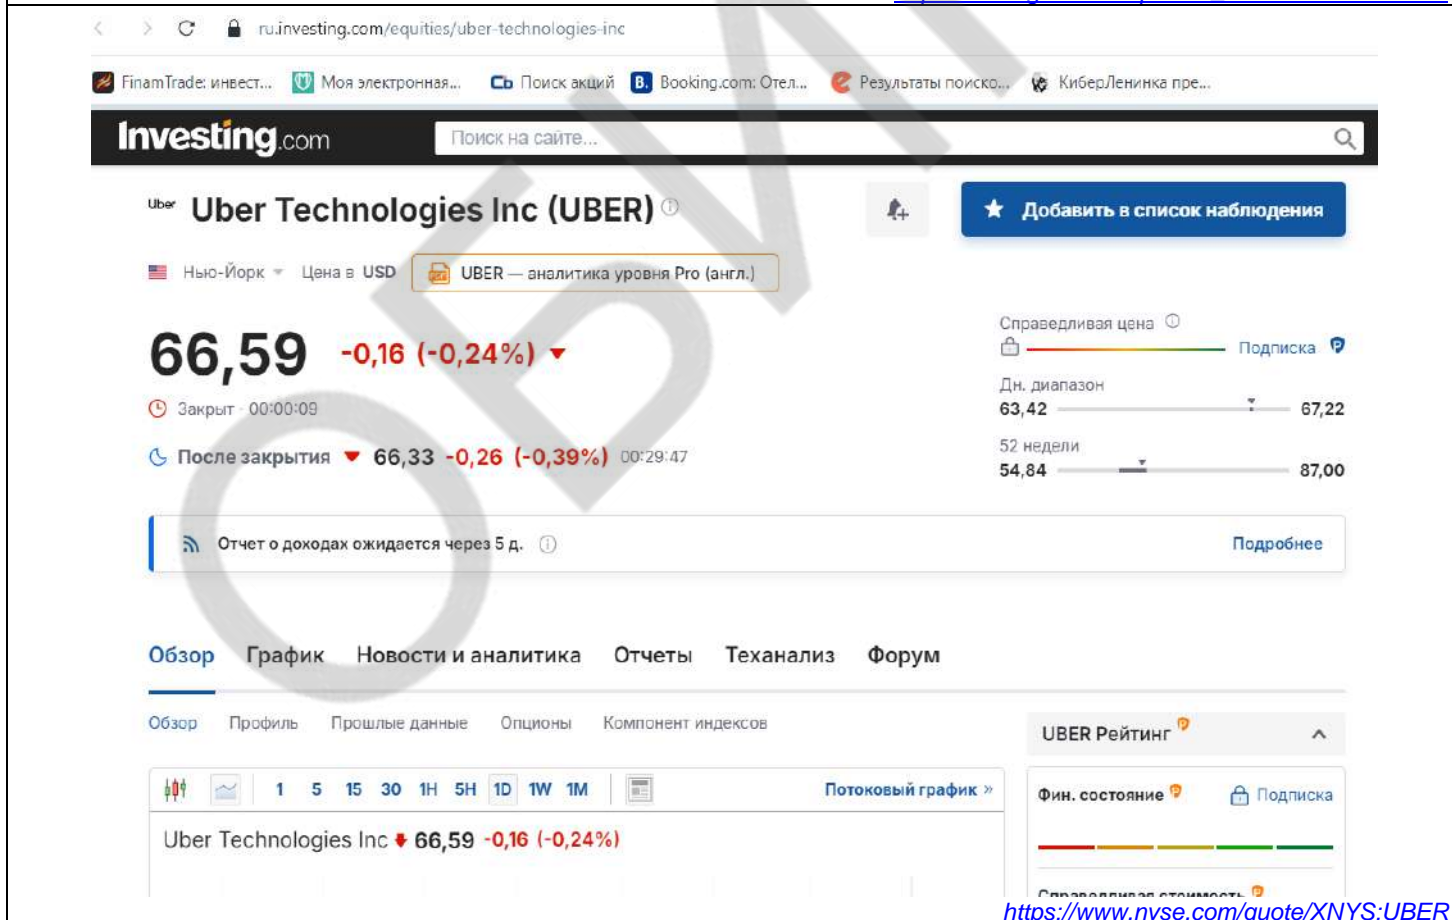 ru.investing.com/equities/uber-technologies-inc
FinamTrade: инвест... Моя электронная... Сb Поиск акций B. Booking.com: Отел... Результаты поиско... КиберЛенинка пре...
Investing.com Поиск на сайте...
Uber Uber Technologies Inc (UBER) Добавить в список наблюдения
Нью-Йорк Цена в USD UBER — аналитика уровня Pro (англ.)
66,59 -0,16 (-0,24%)
Справедливая цена
Подписка
Дн. диапазон
63,42 67,22
Закрыт · 00:00:09
52 недели
54,84 87,00
После закрытия 66,33 -0,26 (-0,39%) 00:29:47
Отчет о доходах ожидается через 5 д. Подробнее
Обзор График Новости и аналитика Отчеты Теханализ Форум
Обзор Профиль Прошлые данные Опционы Компонент индексов
UBER Рейтинг
1 5 15 30 1H 5H 1D 1W 1M Потоковый график »
Фин. состояние Подписка
Uber Technologies Inc 66,59 -0,16 (-0,24%)
Справедливая стоимость
https://www.nyse.com/quote/XNYS:UBER